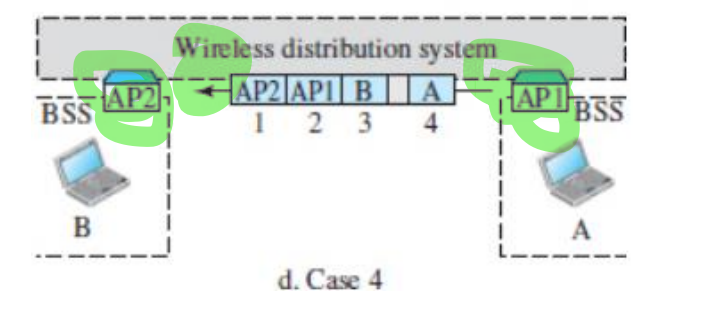 Wireless distribution system
AP2 AP2 AP1 B A AP1
BSS 1 2 3 4 BSS
B A
d. Case 4